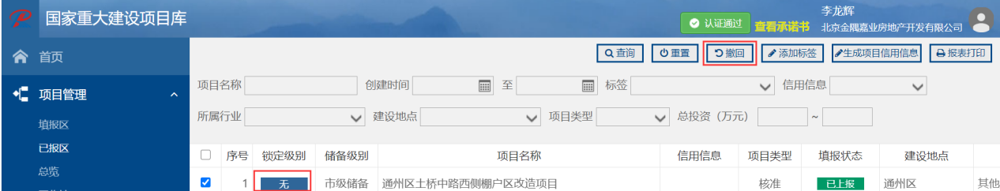 国家重大建设项目库
认证通过 查看承诺书 李龙辉
北京金隅嘉业房地产开发有限公司
首页
查询 重置 撤回 添加标签 生成项目信用信息 报表打印
项目管理
项目名称 创建时间 至 标签 信用信息
所属行业 建设地点 项目类型 总投资（万元） ~
填报区
已报区
总览
序号 锁定级别 储备级别 项目名称 信用信息 项目类型 填报状态 建设地点
1 无 市级储备 通州区土桥中路西侧棚户区改造项目 核准 已上报 通州区 其他